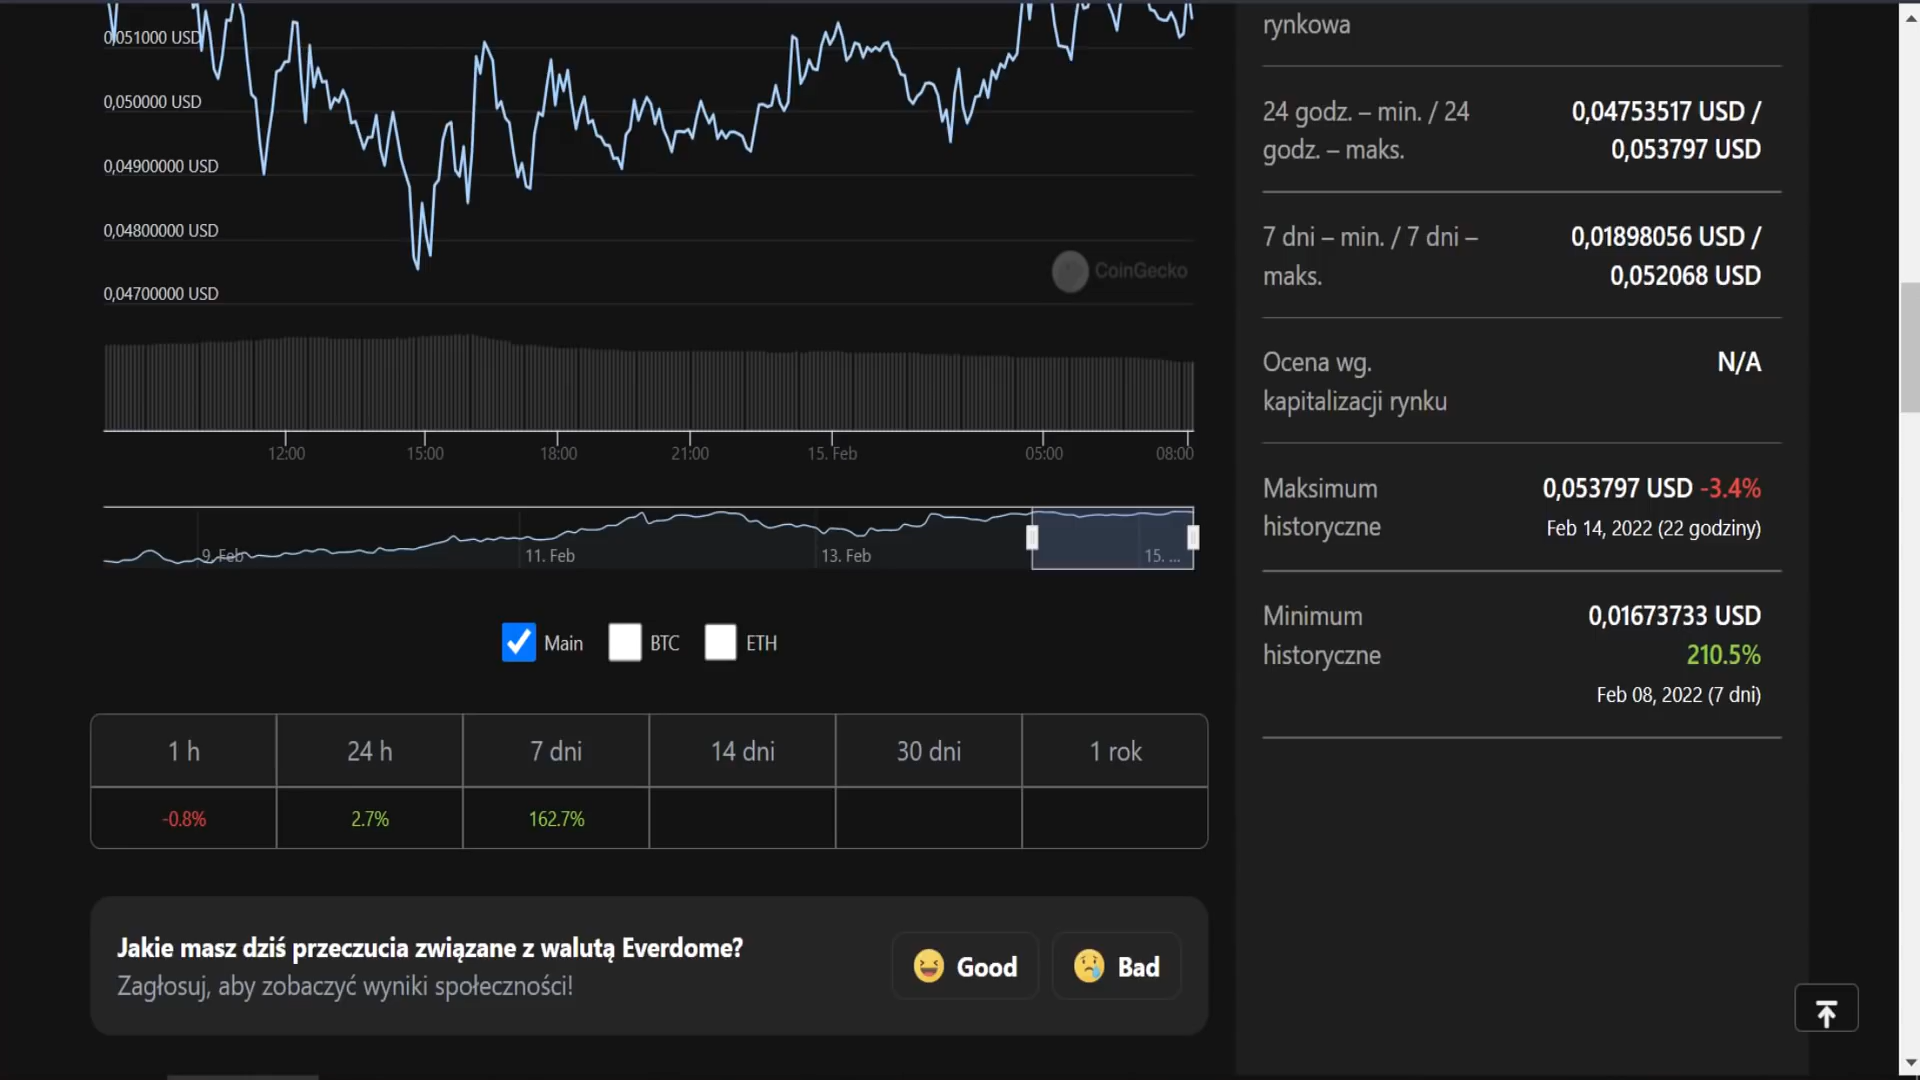 0,051000 USD
0,050000 USD
0,04900000 USD
0,04800000 USD
0,04700000 USD
CoinGecko
12:00 15:00 18:00 21:00 15. Feb 05:00 08:00
9. Feb 11. Feb 13. Feb 15. ...
Main BTC ETH
1 h 24 h 7 dni 14 dni 30 dni 1 rok
-0.8% 2.7% 162.7%
Jakie masz dziś przeczucia związane z walutą Everdome?
Zagłosuj, aby zobaczyć wyniki społeczności!
Good Bad
rynkowa
24 godz. – min. / 24 0,04753517 USD /
godz. – maks. 0,053797 USD
7 dni – min. / 7 dni – 0,01898056 USD /
maks. 0,052068 USD
Ocena wg. N/A
kapitalizacji rynku
Maksimum 0,053797 USD -3.4%
historyczne Feb 14, 2022 (22 godziny)
Minimum 0,01673733 USD
historyczne 210.5%
Feb 08, 2022 (7 dni)